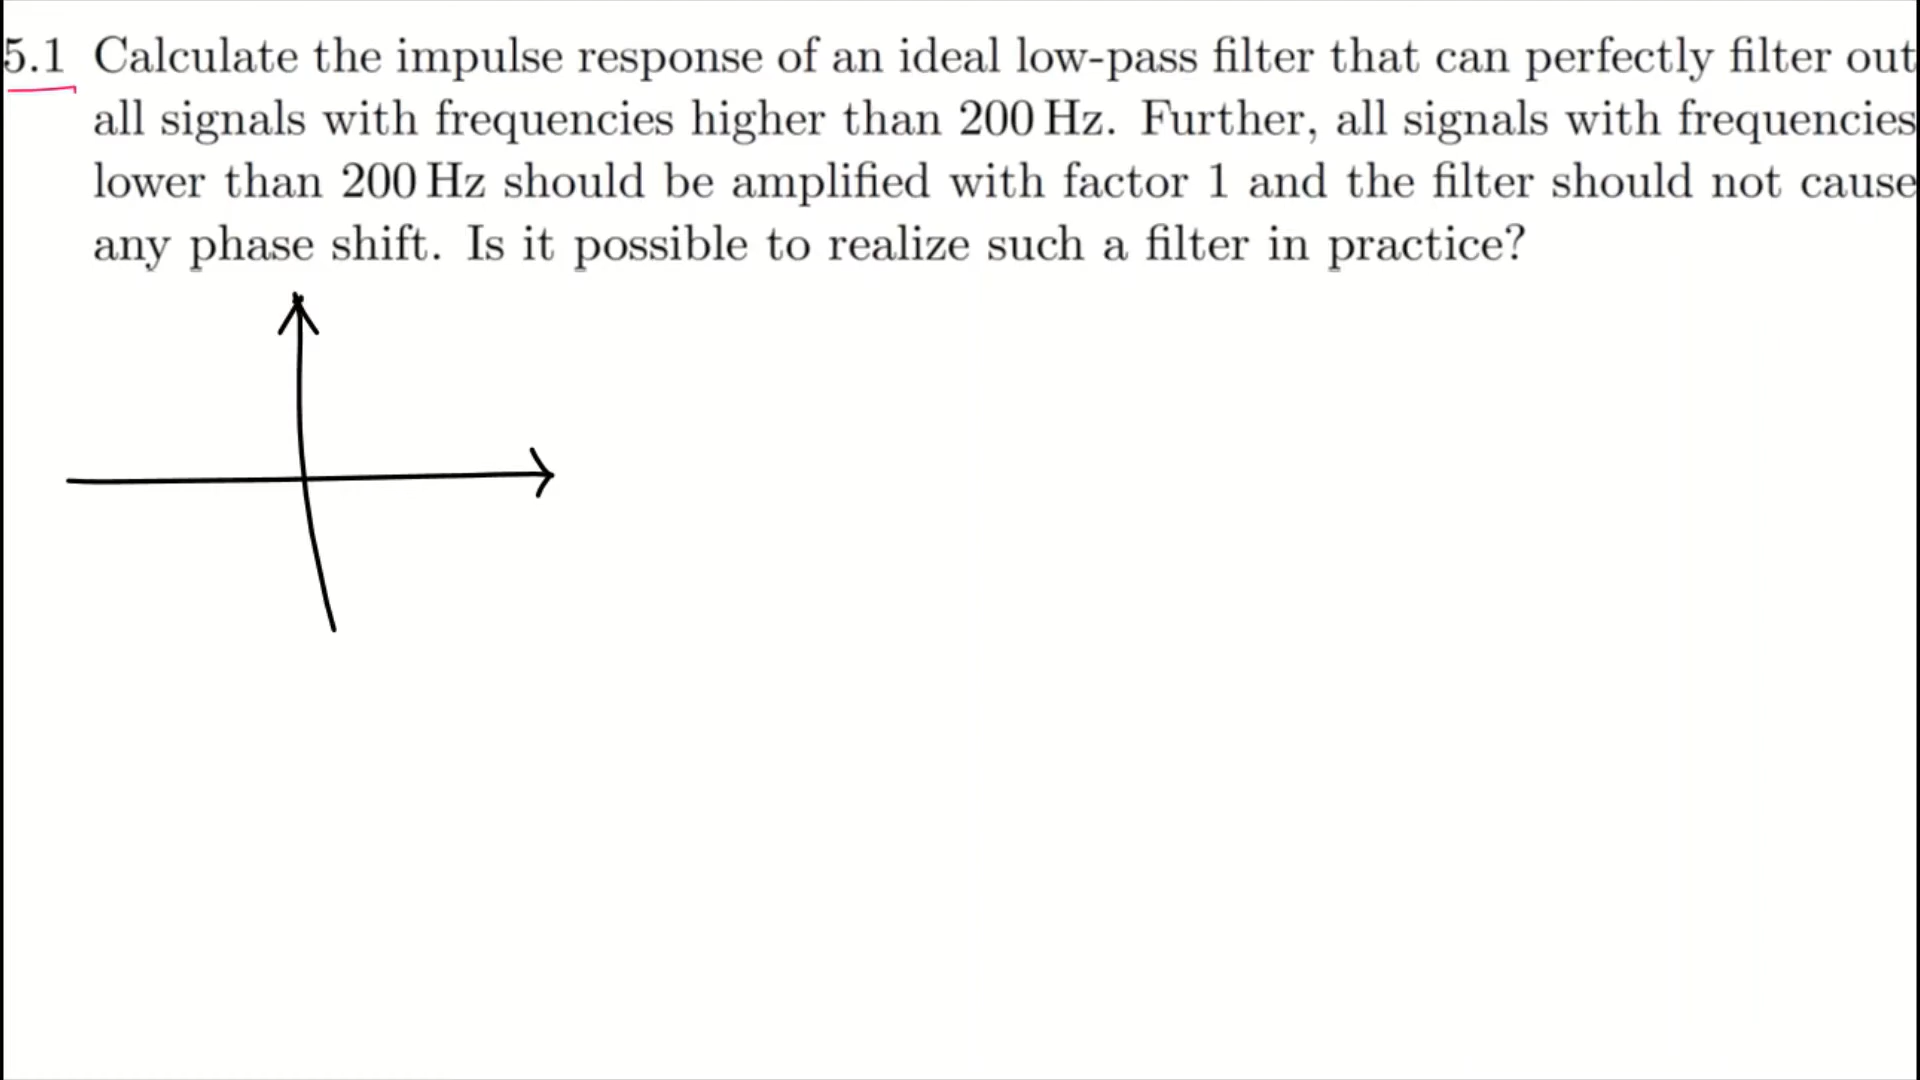 5.1 Calculate the impulse response of an ideal low-pass filter that can perfectly filter out
all signals with frequencies higher than 200 Hz. Further, all signals with frequencies
lower than 200 Hz should be amplified with factor 1 and the filter should not cause
any phase shift. Is it possible to realize such a filter in practice?